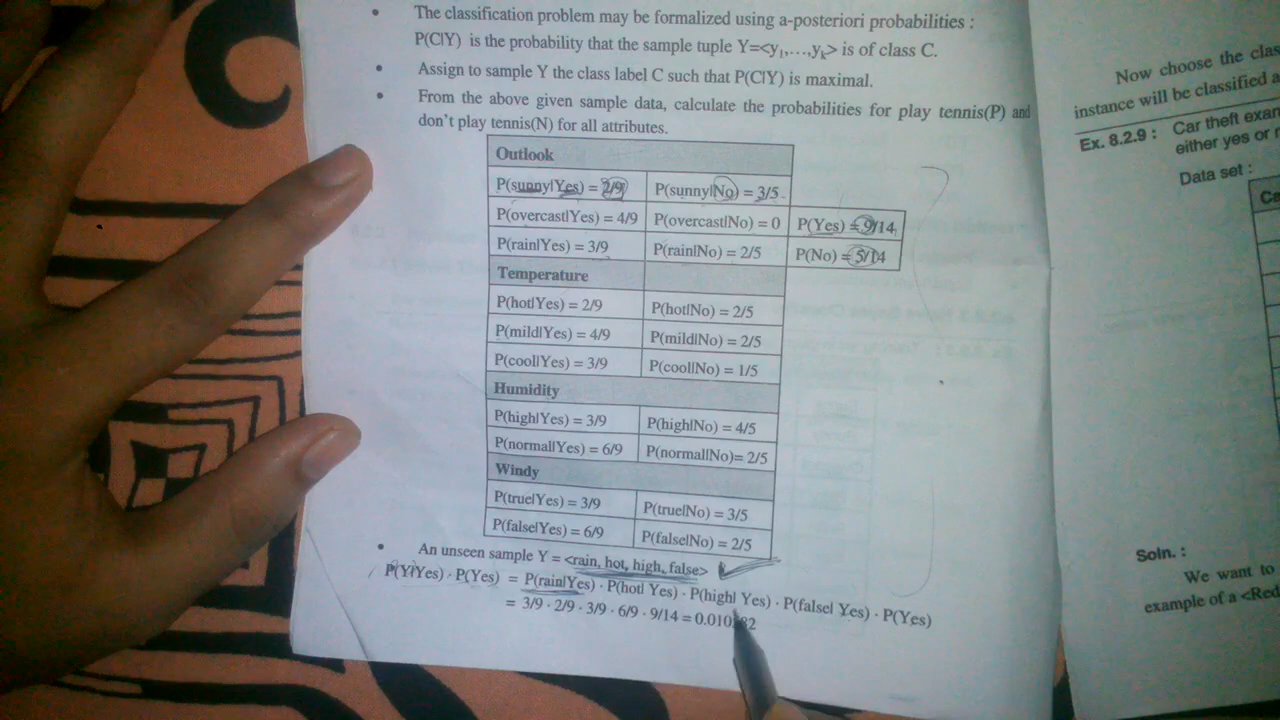 • The classification problem may be formalized using a-posteriori probabilities :
P(C|Y) is the probability that the sample tuple Y=<y1,...,yk> is of class C.
• Assign to sample Y the class label C such that P(C|Y) is maximal.
• From the above given sample data, calculate the probabilities for play tennis(P) and
don't play tennis(N) for all attributes.
Outlook
P(sunny|Yes) = 2/9 P(sunny|No) = 3/5
P(overcast|Yes) = 4/9 P(overcast|No) = 0 P(Yes) = 9/14
P(rain|Yes) = 3/9 P(rain|No) = 2/5 P(No) = 5/14
Temperature
P(hot|Yes) = 2/9 P(hot|No) = 2/5
P(mild|Yes) = 4/9 P(mild|No) = 2/5
P(cool|Yes) = 3/9 P(cool|No) = 1/5
Humidity
P(high|Yes) = 3/9 P(high|No) = 4/5
P(normal|Yes) = 6/9 P(normal|No)= 2/5
Windy
P(true|Yes) = 3/9 P(true|No) = 3/5
P(false|Yes) = 6/9 P(false|No) = 2/5
• An unseen sample Y = <rain, hot, high, false>
P(Y|Yes) · P(Yes) = P(rain|Yes) · P(hot| Yes) · P(high| Yes) · P(false| Yes) · P(Yes)
= 3/9 · 2/9 · 3/9 · 6/9 · 9/14 =
Now choose the
instance will be classified
Ex. 8.2.9 : Car theft
either yes or
Data set :
Soln. :
We want to
example of a <Red